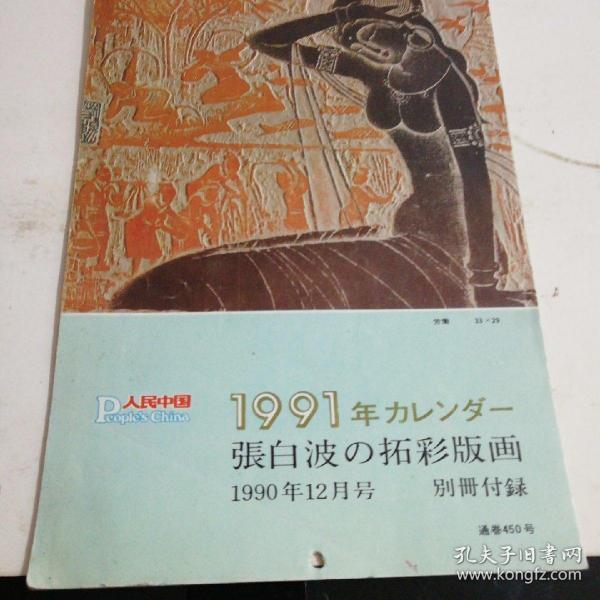 労働 33×29
人民中国
People's China
1991年カレンダー
張白波の拓彩版画
1990年12月号 別冊付録
通巻450号
孔夫子旧书网
www.kongfz.com